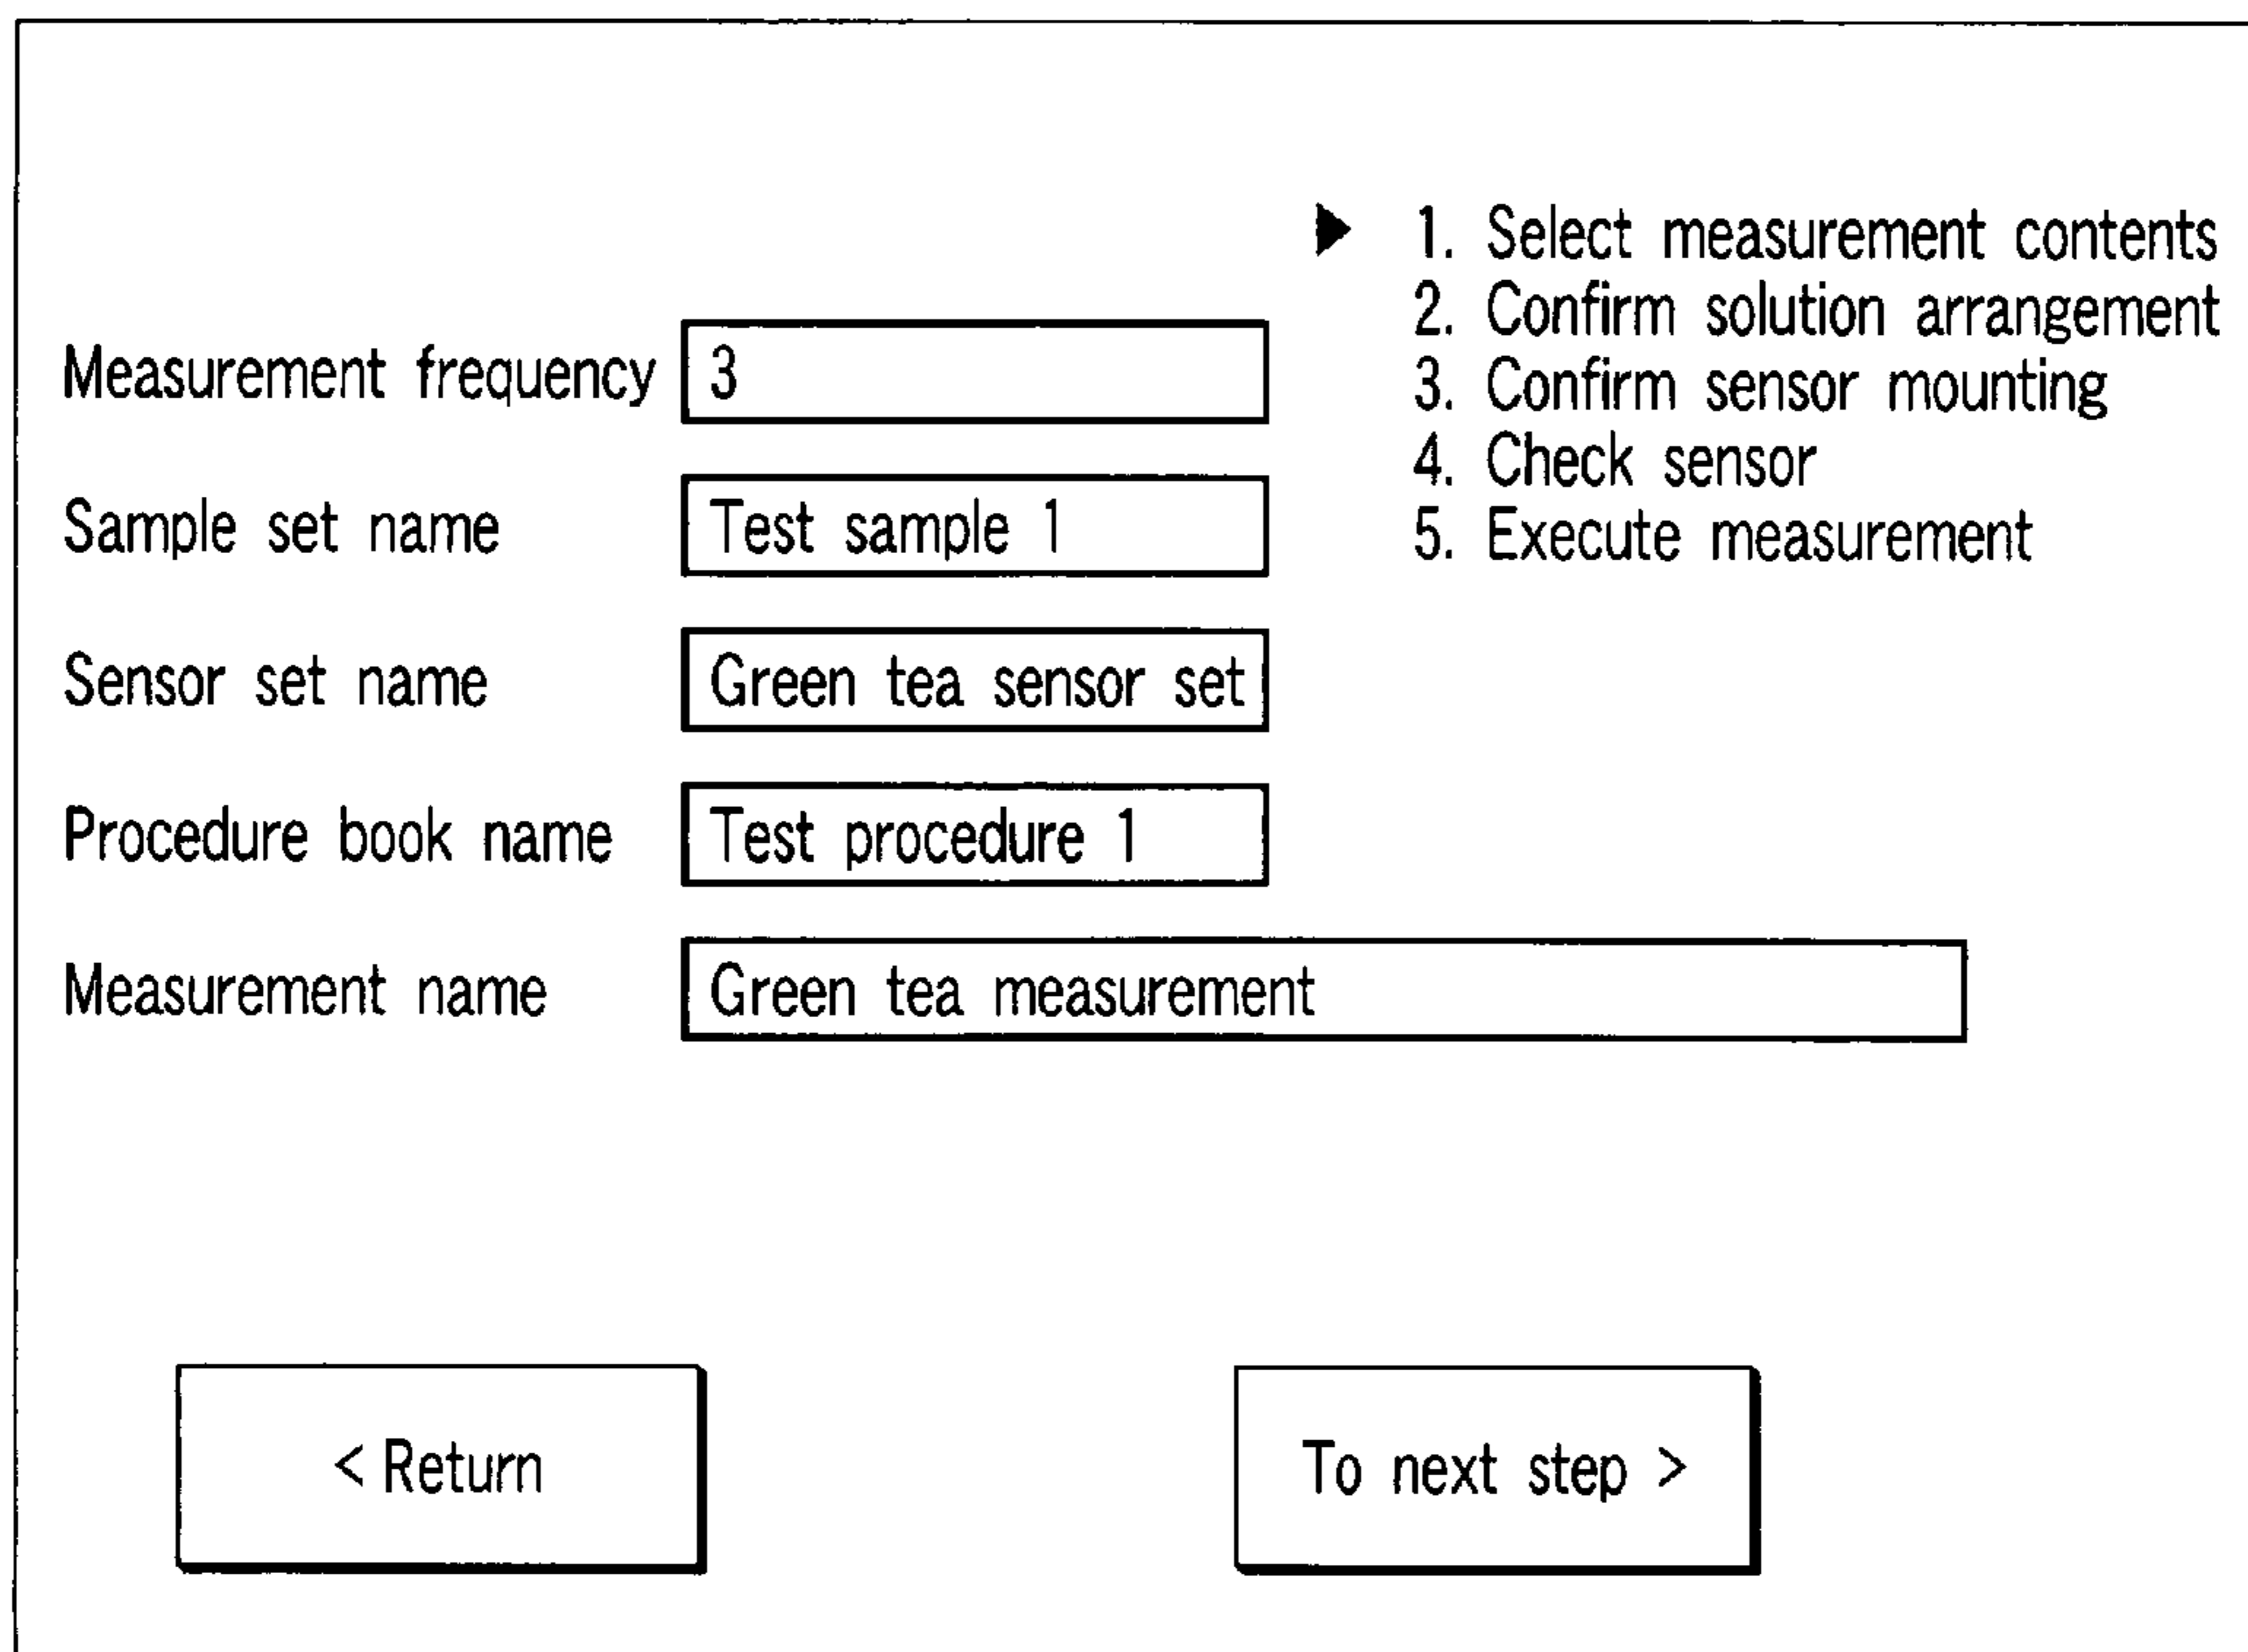 1. Select measurement contents
2. Confirm solution arrangement
3. Confirm sensor mounting
4. Check sensor
5. Execute measurement
Measurement frequency 3
Sample set name Test sample 1
Sensor set name Green tea sensor set
Procedure book name Test procedure 1
Measurement name Green tea measurement
< Return
To next step >